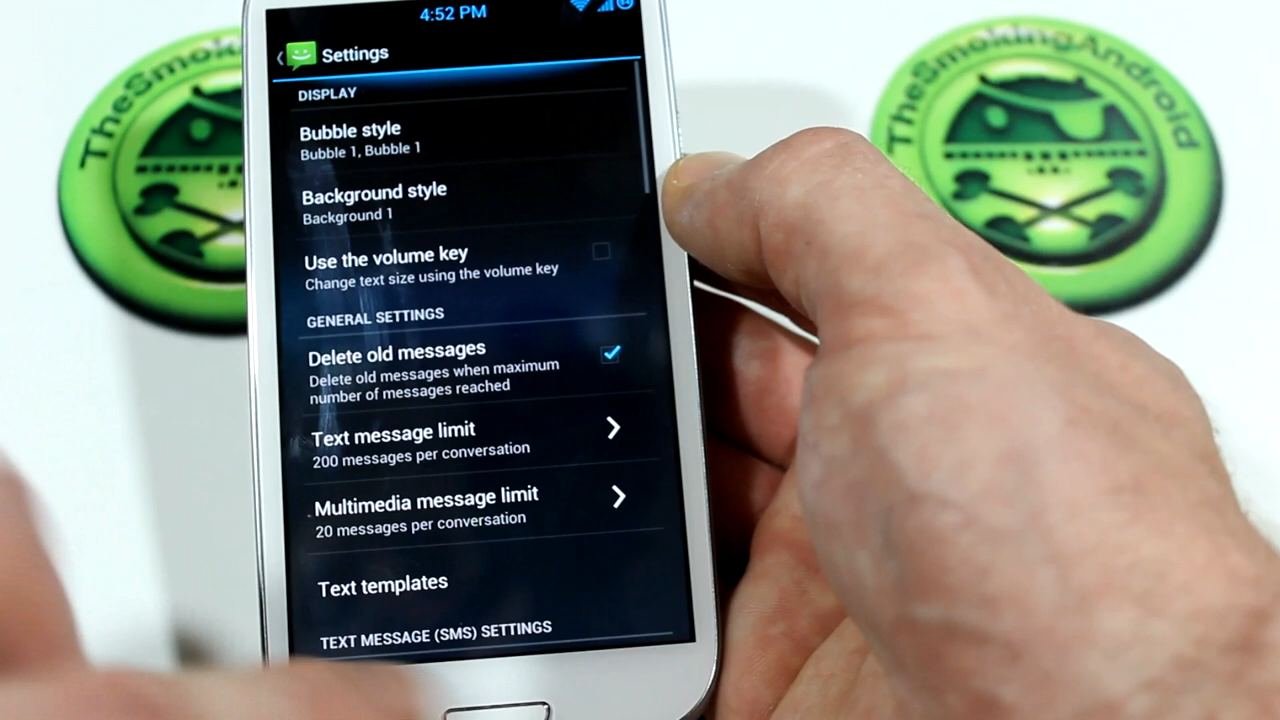 4:52 PM
Settings
DISPLAY
Bubble style
Bubble 1, Bubble 1
Background style
Background 1
Use the volume key
Change text size using the volume key
GENERAL SETTINGS
Delete old messages
Delete old messages when maximum
number of messages reached
Text message limit
200 messages per conversation
Multimedia message limit
20 messages per conversation
Text templates
TEXT MESSAGE (SMS) SETTINGS
TheSmok
TheSmokingAndroid